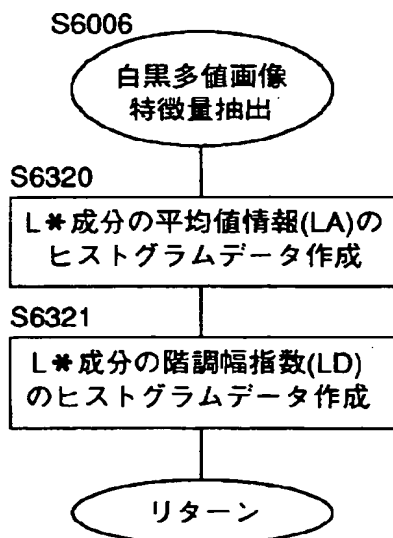 S6006
白黒多値画像
特徴量抽出
S6320
L＊成分の平均値情報(LA)の
ヒストグラムデータ作成
S6321
L＊成分の階調幅指数(LD)
のヒストグラムデータ作成
リターン